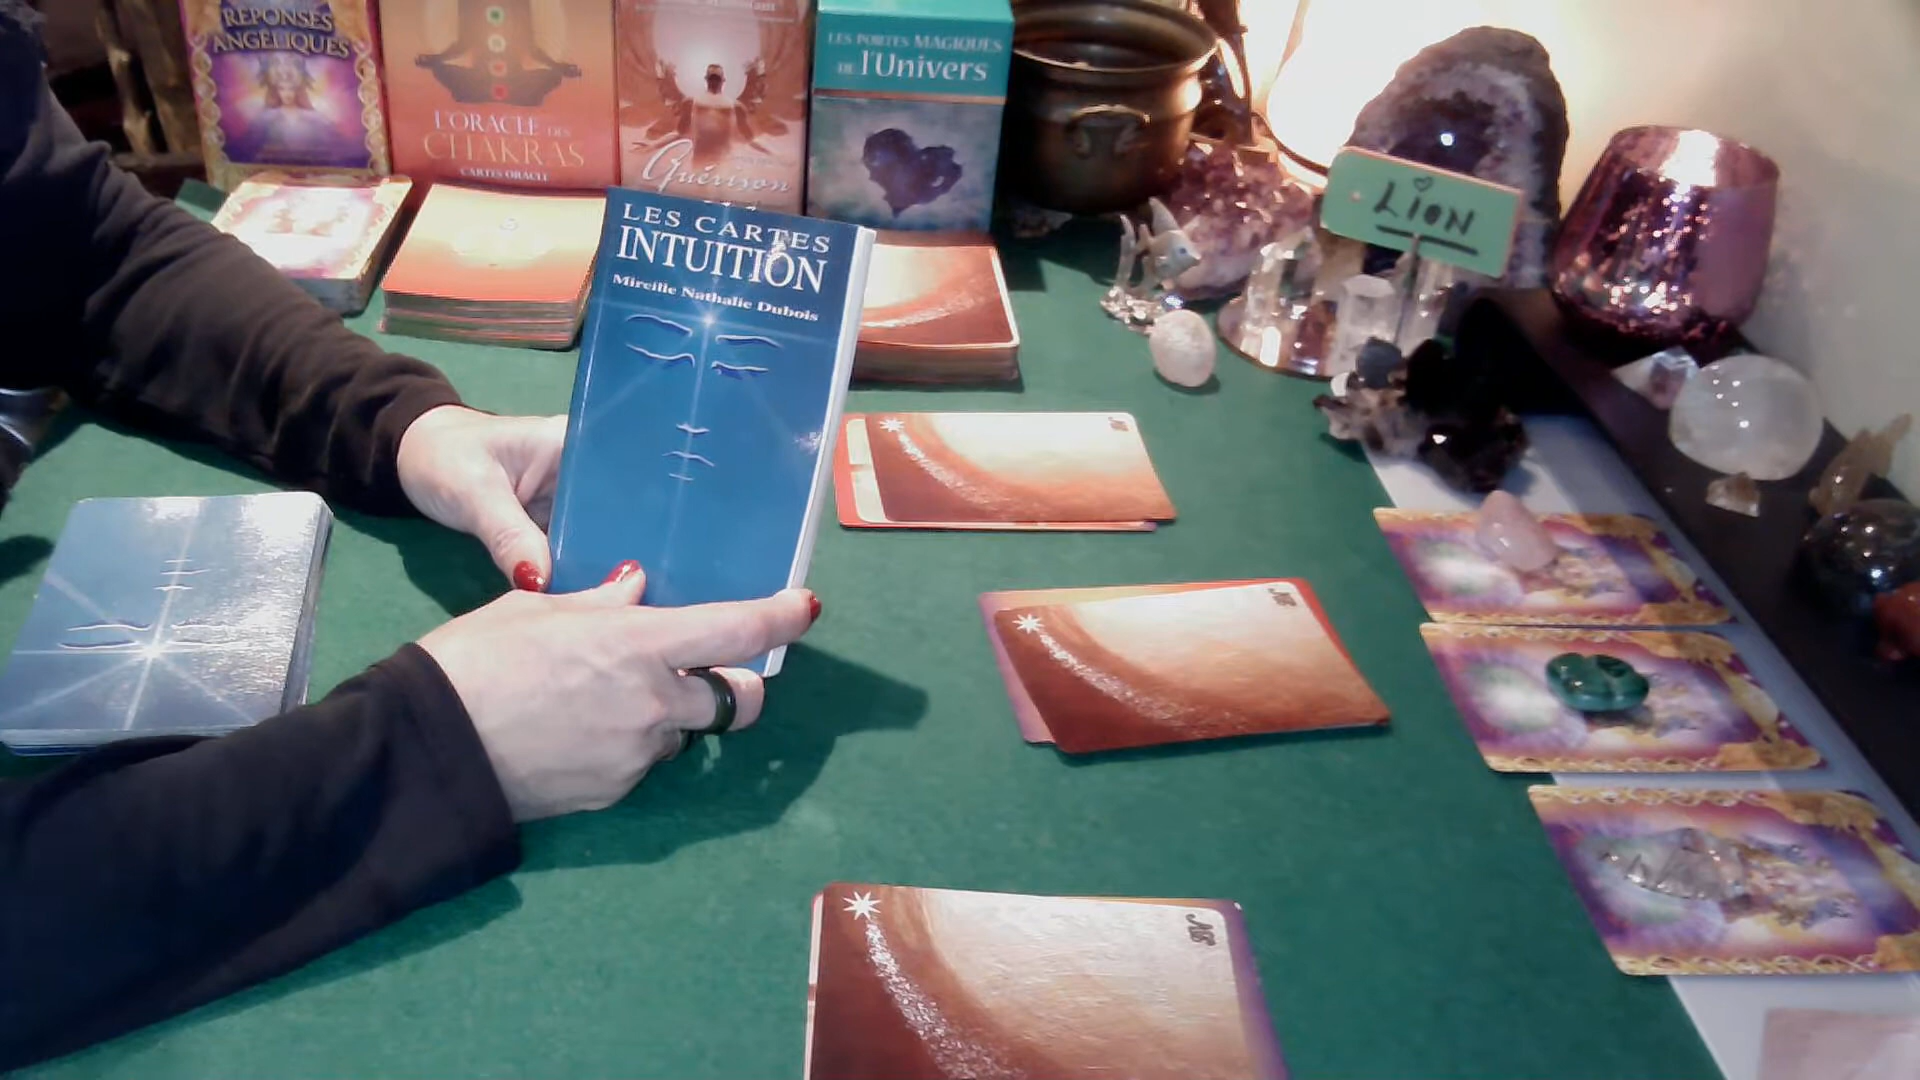 RÉPONSES
ANGÉLIQUES
L'ORACLE DES
CHAKRAS
CARTES ORACLE
Guérison
LES PORTES MAGIQUES
DE l'Univers
LION
LES CARTES
INTUITION
Mireille Nathalie Dubois